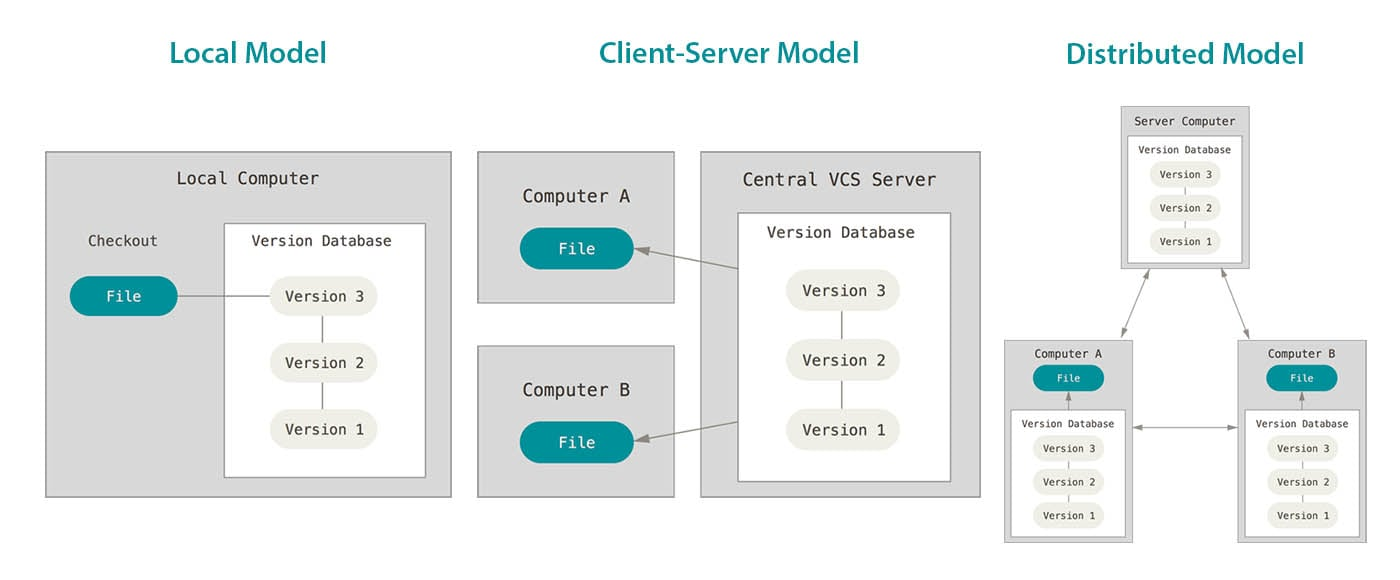 Local Model
Local Computer
Checkout
File
Version Database
Version 3
Version 2
Version 1
Client-Server Model
Computer A
File
Computer B
File
Central VCS Server
Version Database
Version 3
Version 2
Version 1
Distributed Model
Server Computer
Version Database
Version 3
Version 2
Version 1
Computer A
File
Version Database
Version 3
Version 2
Version 1
Computer B
File
Version Database
Version 3
Version 2
Version 1